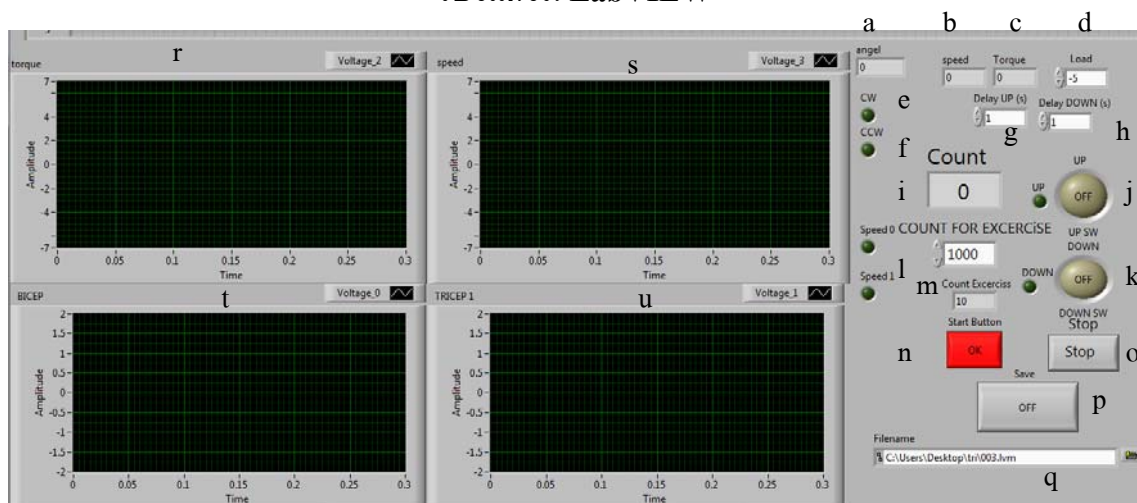 LabVIEW
a b c d
r s
torque Voltage_2 speed Voltage_3
angel speed Torque Load
0 0 0 -5
CW e Delay UP (s) Delay DOWN (s)
1 1
CCW g h
f
Count UP
i 0 UP OFF j
Speed 0 COUNT FOR EXCERCiSE UP SW
1000 DOWN
l DOWN OFF k
Speed 1 m Count Excerciss
10 DOWN SW
Start Button Stop
n OK Stop o
Save
OFF p
Filename
C:\Users\Desktop\tri\003.lvm
q
Amplitude
7
4
2
0
-2
-4
-7
0 0.05 0.1 0.15 0.2 0.25 0.3
Time
Amplitude
7
4
2
0
-2
-4
-7
0 0.05 0.1 0.15 0.2 0.25 0.3
Time
BICEP t Voltage_0
Amplitude
2
1.5
1
0.5
0
-0.5
-1
-1.5
-2
0 0.05 0.1 0.15 0.2 0.25 0.3
Time
TRICEP 1 u Voltage_1
Amplitude
2
1.5
1
0.5
0
-0.5
-1
-1.5
-2
0 0.05 0.1 0.15 0.2 0.25 0.3
Time